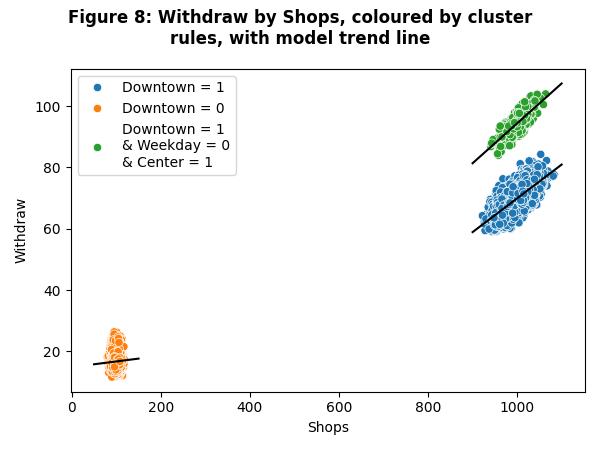 Figure 8: Withdraw by Shops, coloured by cluster
rules, with model trend line
Downtown = 1
Downtown = 0
Downtown = 1
& Weekday = 0
& Center = 1
100
80
60
40
20
Withdraw
0
200
400
600
800
1000
Shops